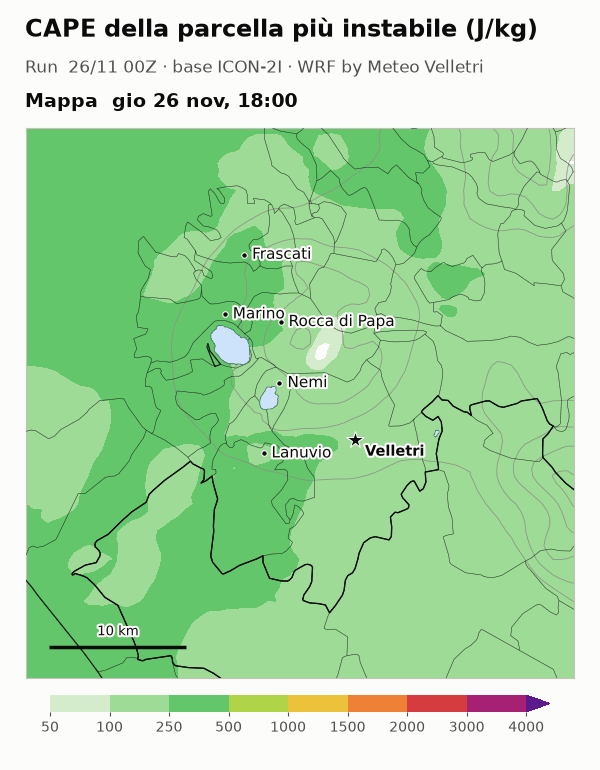 CAPE della parcella più instabile (J/kg)
Run  26/11 00Z · base ICON-2I · WRF by Meteo Velletri
Mappa  gio 26 nov, 18:00
Frascati
Marino
Rocca di Papa
Nemi
Velletri
Lanuvio
10 km
50 100 250 500 1000 1500 2000 3000 4000